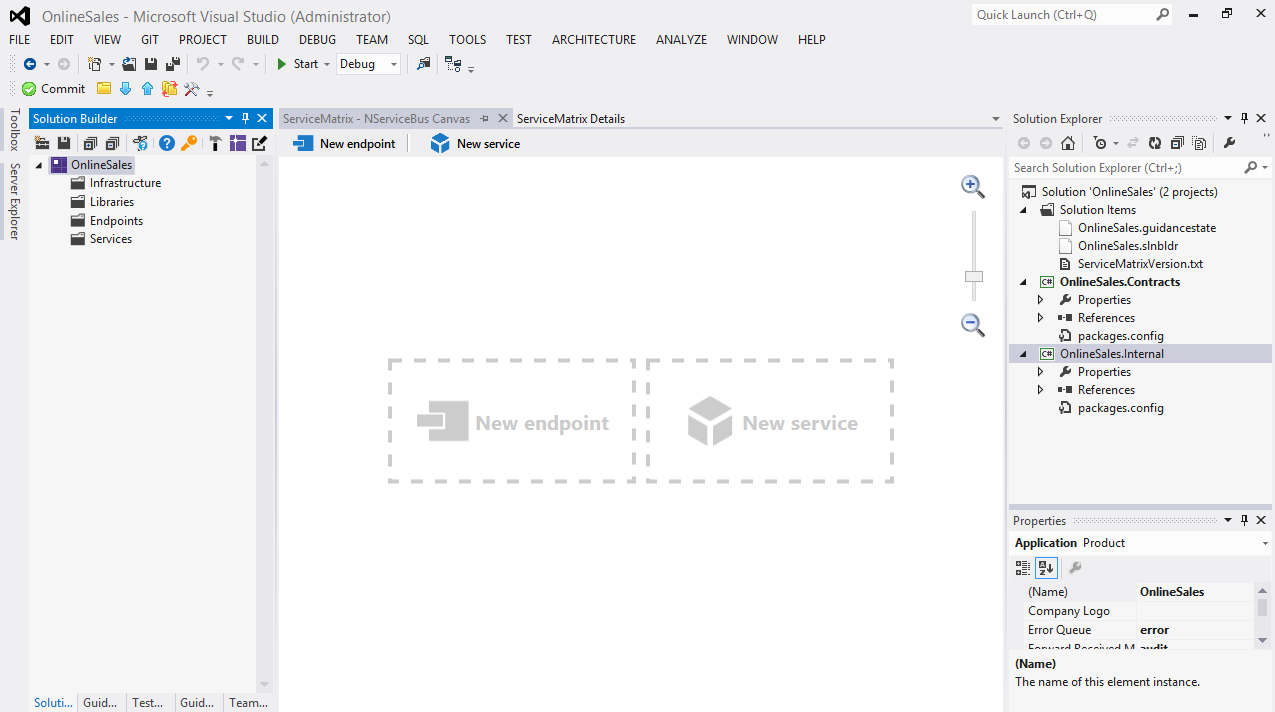 OnlineSales - Microsoft Visual Studio (Administrator)
Quick Launch (Ctrl+Q)
FILE EDIT VIEW GIT PROJECT BUILD DEBUG TEAM SQL TOOLS TEST ARCHITECTURE ANALYZE WINDOW HELP
Start Debug
Commit
Toolbox
Server Explorer
Solution Builder
OnlineSales
Infrastructure
Libraries
Endpoints
Services
Soluti... Guid... Test... Guid... Team...
ServiceMatrix - NServiceBus Canvas
ServiceMatrix Details
New endpoint
New service
New endpoint
New service
Solution Explorer
Search Solution Explorer (Ctrl+;)
Solution 'OnlineSales' (2 projects)
Solution Items
OnlineSales.guidancestate
OnlineSales.slnbldr
ServiceMatrixVersion.txt
C# OnlineSales.Contracts
Properties
References
packages.config
C# OnlineSales.Internal
Properties
References
packages.config
Properties
Application Product
(Name) OnlineSales
Company Logo
Error Queue error
Forward Received M audit
(Name)
The name of this element instance.